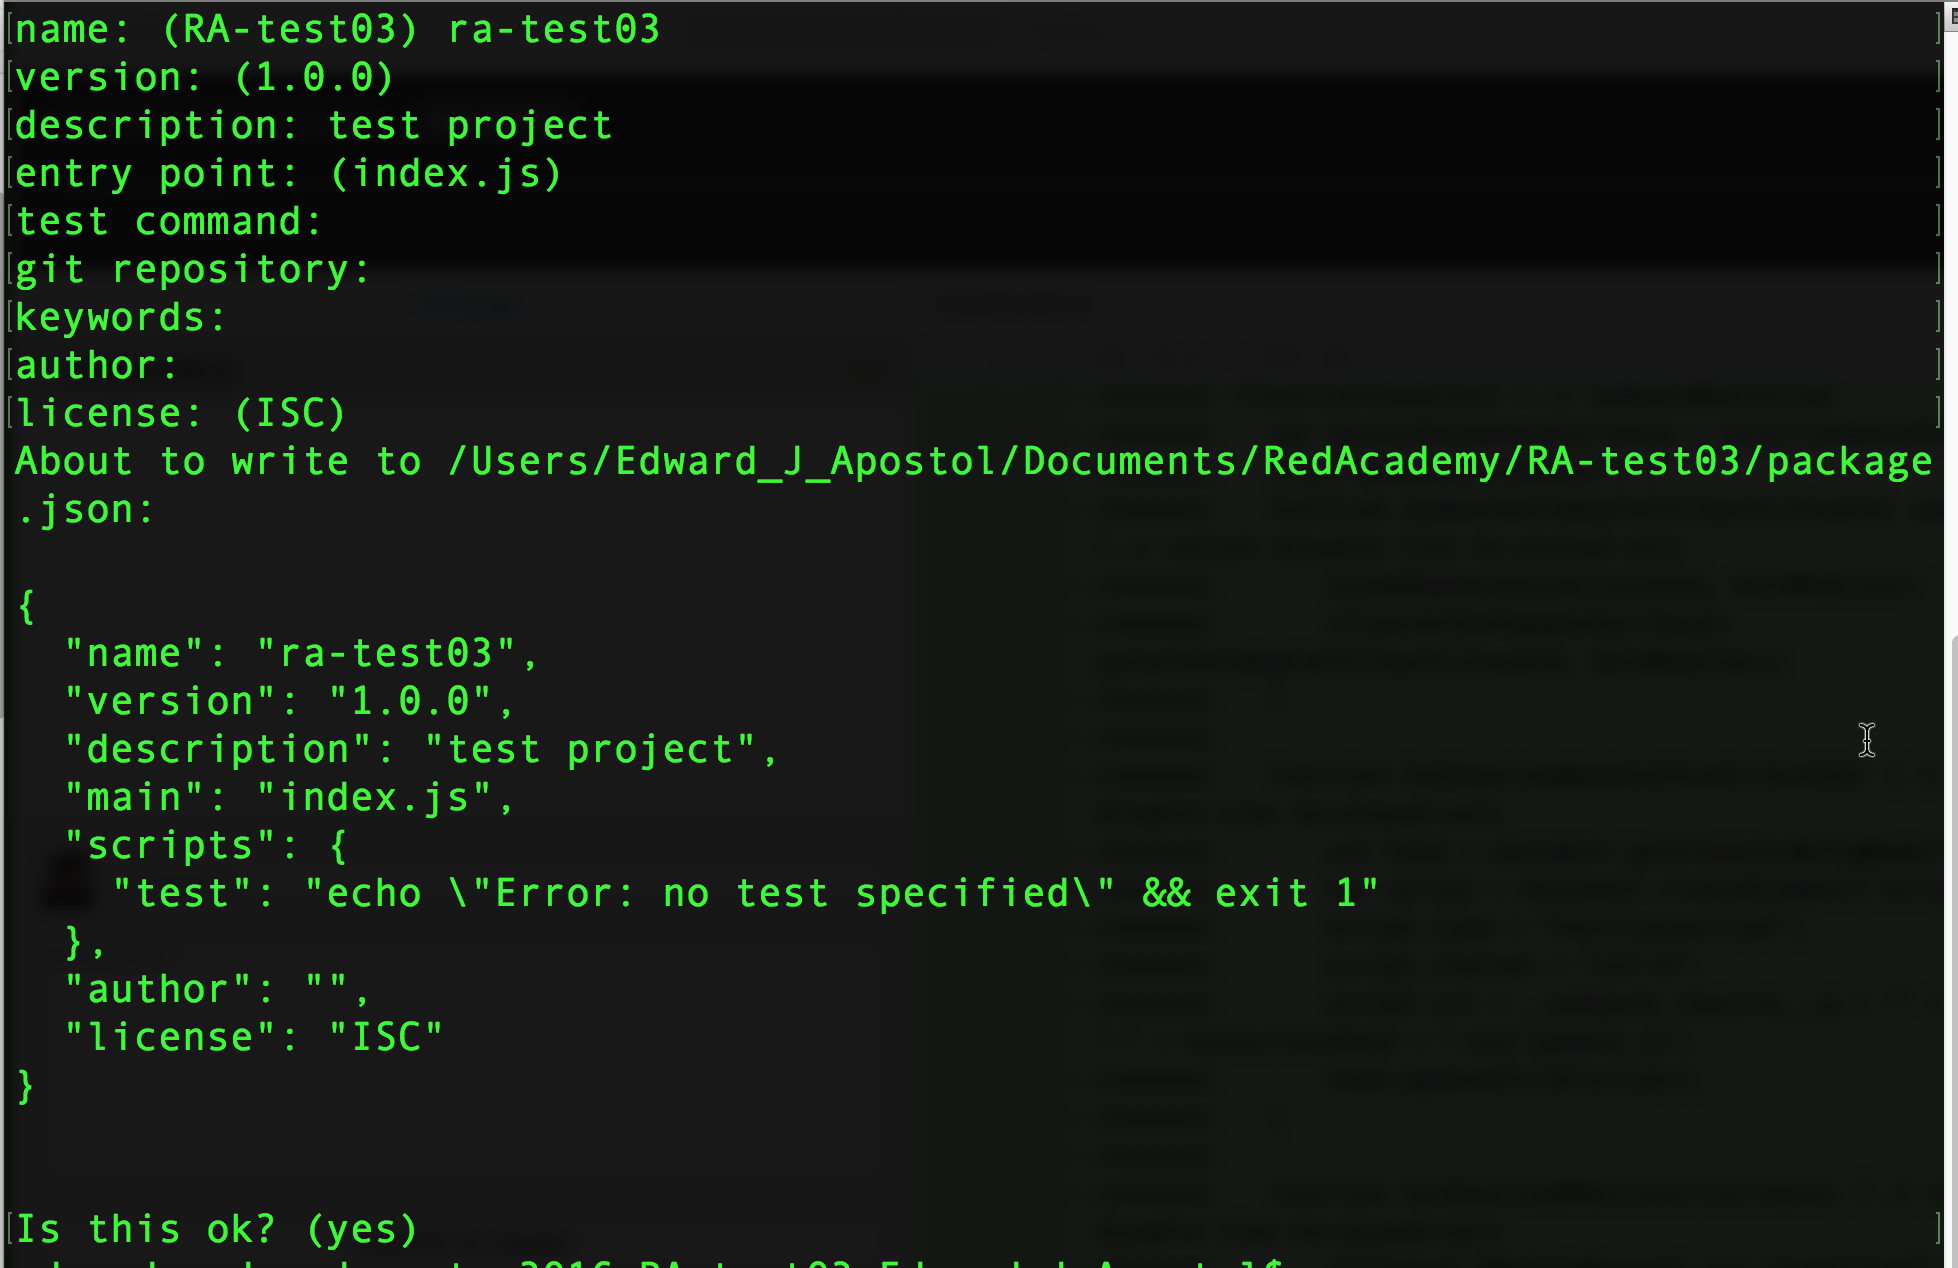 name: (RA-test03) ra-test03
version: (1.0.0)
description: test project
entry point: (index.js)
test command:
git repository:
keywords:
author:
license: (ISC)
About to write to /Users/Edward_J_Apostol/Documents/RedAcademy/RA-test03/package
.json:
{
  "name": "ra-test03",
  "version": "1.0.0",
  "description": "test project",
  "main": "index.js",
  "scripts": {
    "test": "echo \"Error: no test specified\" && exit 1"
  },
  "author": "",
  "license": "ISC"
}
Is this ok? (yes)